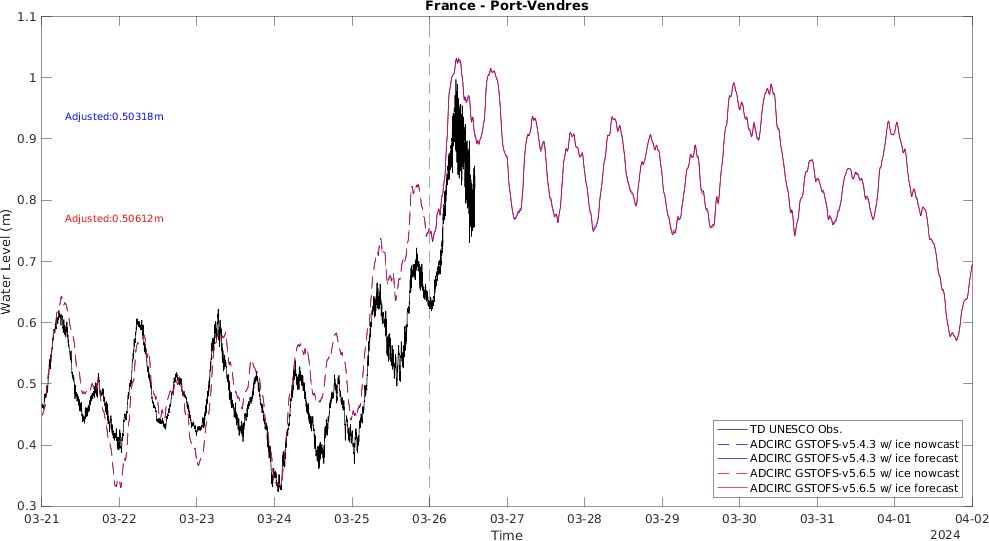 France - Port-Vendres
1.1
1
0.9
0.8
0.7
0.6
0.5
0.4
0.3
Water Level (m)
Adjusted:0.50318m
Adjusted:0.50612m
TD UNESCO Obs.
ADCIRC GSTOFS-v5.4.3 w/ ice nowcast
ADCIRC GSTOFS-v5.4.3 w/ ice forecast
ADCIRC GSTOFS-v5.6.5 w/ ice nowcast
ADCIRC GSTOFS-v5.6.5 w/ ice forecast
03-21 03-22 03-23 03-24 03-25 03-26 03-27 03-28 03-29 03-30 03-31 04-01 04-02
Time
2024